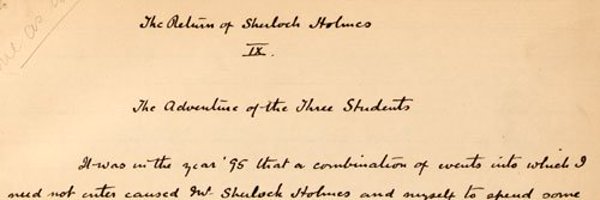 The Return of Sherlock Holmes
IX.
The Adventure of the Three Students
It was in the year '95 that a combination of events into which I
need not enter caused Mr Sherlock Holmes and myself to spend some